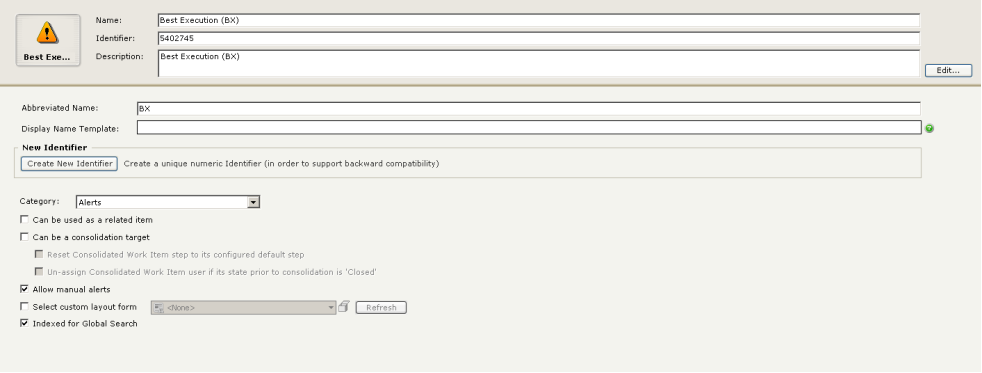 Name: Best Execution (BX)
Identifier: 5402745
Best Exe... Description: Best Execution (BX)
Edit...
Abbreviated Name: BX
Display Name Template:
New Identifier
Create New Identifier Create a unique numeric Identifier (in order to support backward compatibility)
Category: Alerts
Can be used as a related item
Can be a consolidation target
Reset Consolidated Work Item step to its configured default step
Un-assign Consolidated Work Item user if its state prior to consolidation is 'Closed'
Allow manual alerts
Select custom layout form <None> Refresh
Indexed for Global Search